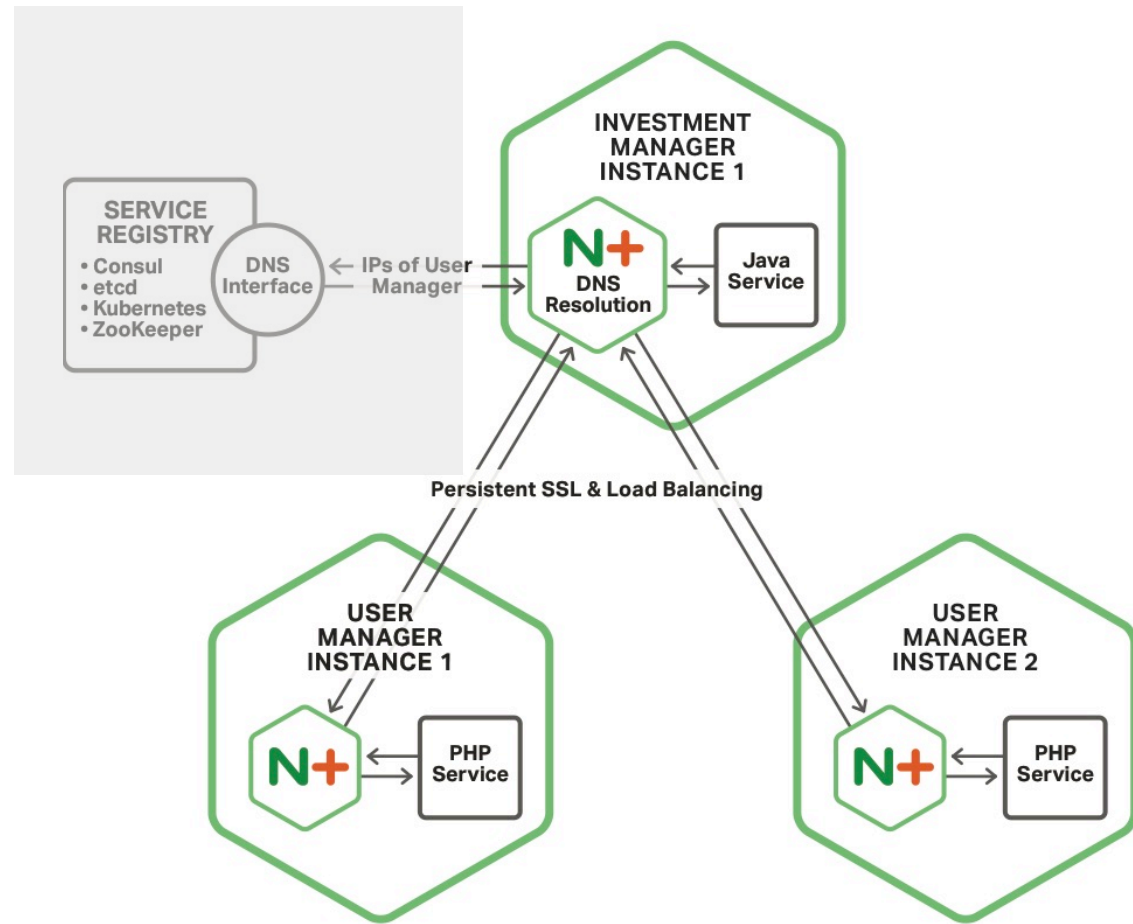 INVESTMENT
MANAGER
INSTANCE 1
SERVICE
REGISTRY
• Consul
• etcd
• Kubernetes
• ZooKeeper
DNS
Interface
IPs of User
Manager
N+
DNS
Resolution
Java
Service
Persistent SSL & Load Balancing
USER
MANAGER
INSTANCE 1
N+
PHP
Service
USER
MANAGER
INSTANCE 2
N+
PHP
Service